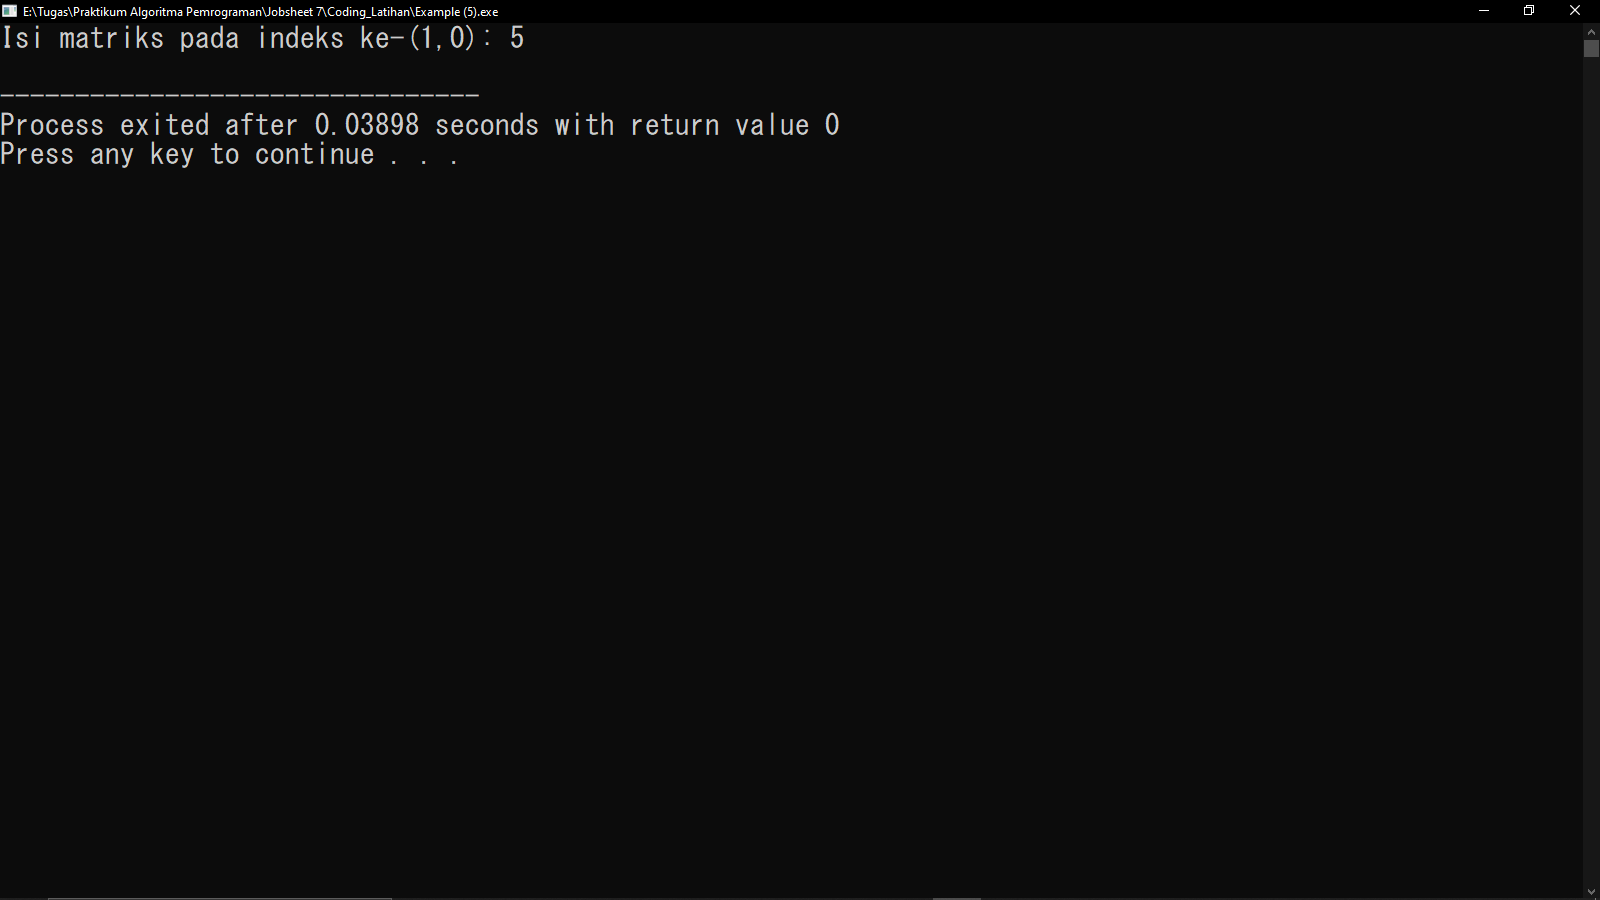 E:\Tugas\Praktikum Algoritma Pemrograman\Jobsheet 7\Coding_Latihan\Example (5).exe
Isi matriks pada indeks ke-(1,0): 5
--------------------------------
Process exited after 0.03898 seconds with return value 0
Press any key to continue . . .